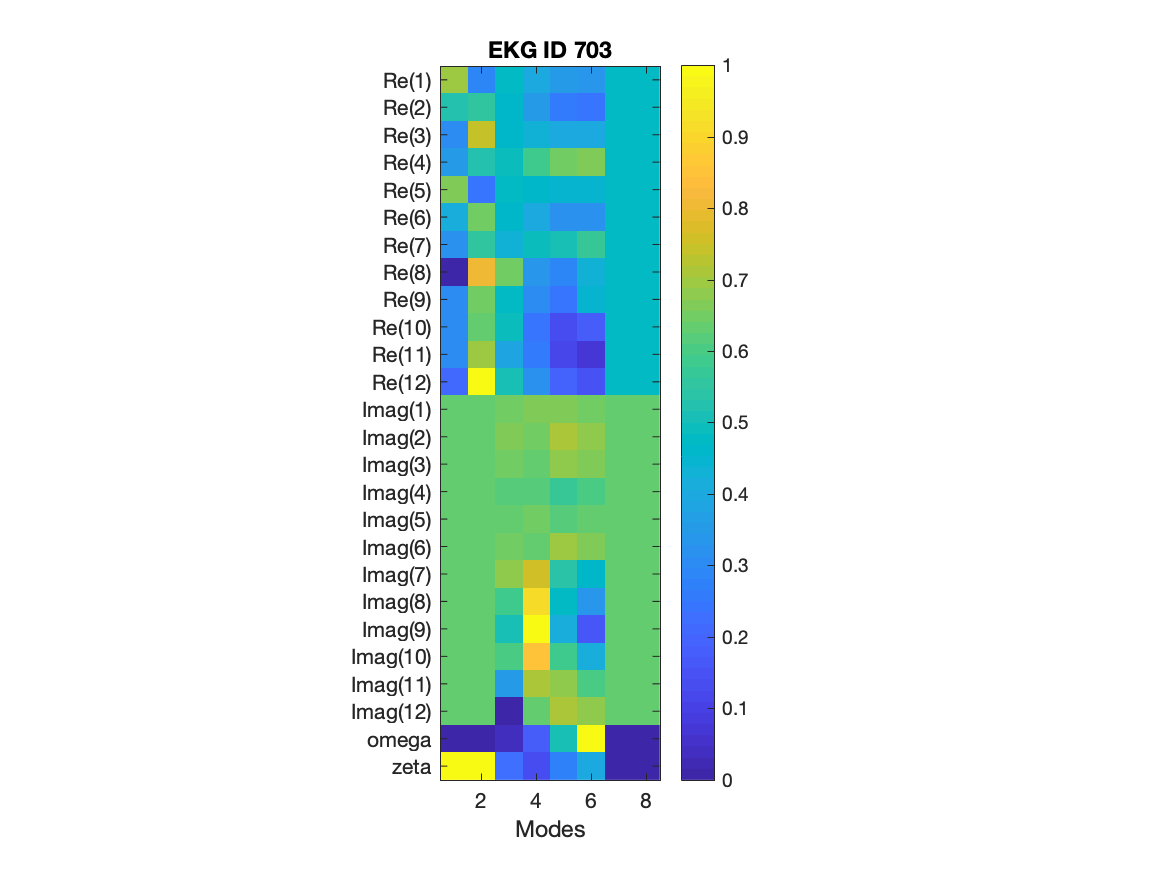 EKG ID 703
Re(1)
Re(2)
Re(3)
Re(4)
Re(5)
Re(6)
Re(7)
Re(8)
Re(9)
Re(10)
Re(11)
Re(12)
Imag(1)
Imag(2)
Imag(3)
Imag(4)
Imag(5)
Imag(6)
Imag(7)
Imag(8)
Imag(9)
Imag(10)
Imag(11)
Imag(12)
omega
zeta
2 4 6 8
Modes
1
0.9
0.8
0.7
0.6
0.5
0.4
0.3
0.2
0.1
0